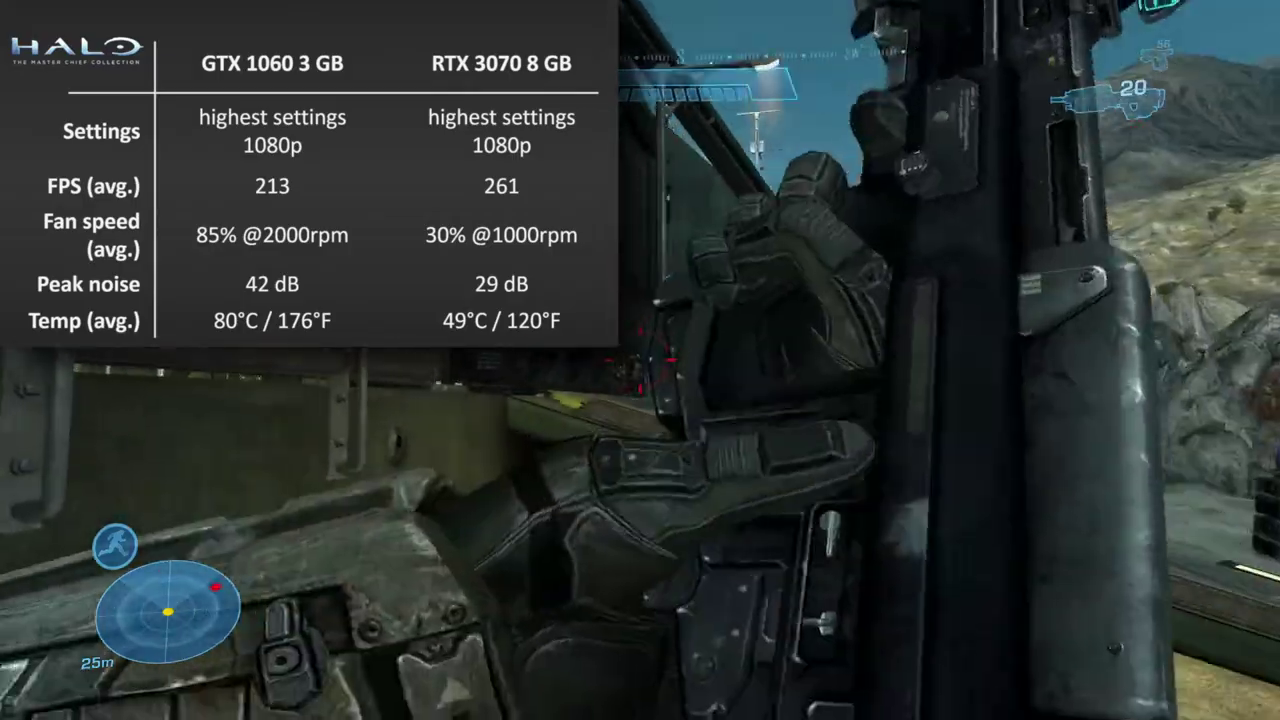 HALO
THE MASTER CHIEF COLLECTION
GTX 1060 3 GB
RTX 3070 8 GB
Settings
highest settings
1080p
highest settings
1080p
FPS (avg.)
213
261
Fan speed
(avg.)
85% @2000rpm
30% @1000rpm
Peak noise
42 dB
29 dB
Temp (avg.)
80°C / 176°F
49°C / 120°F
20
25m